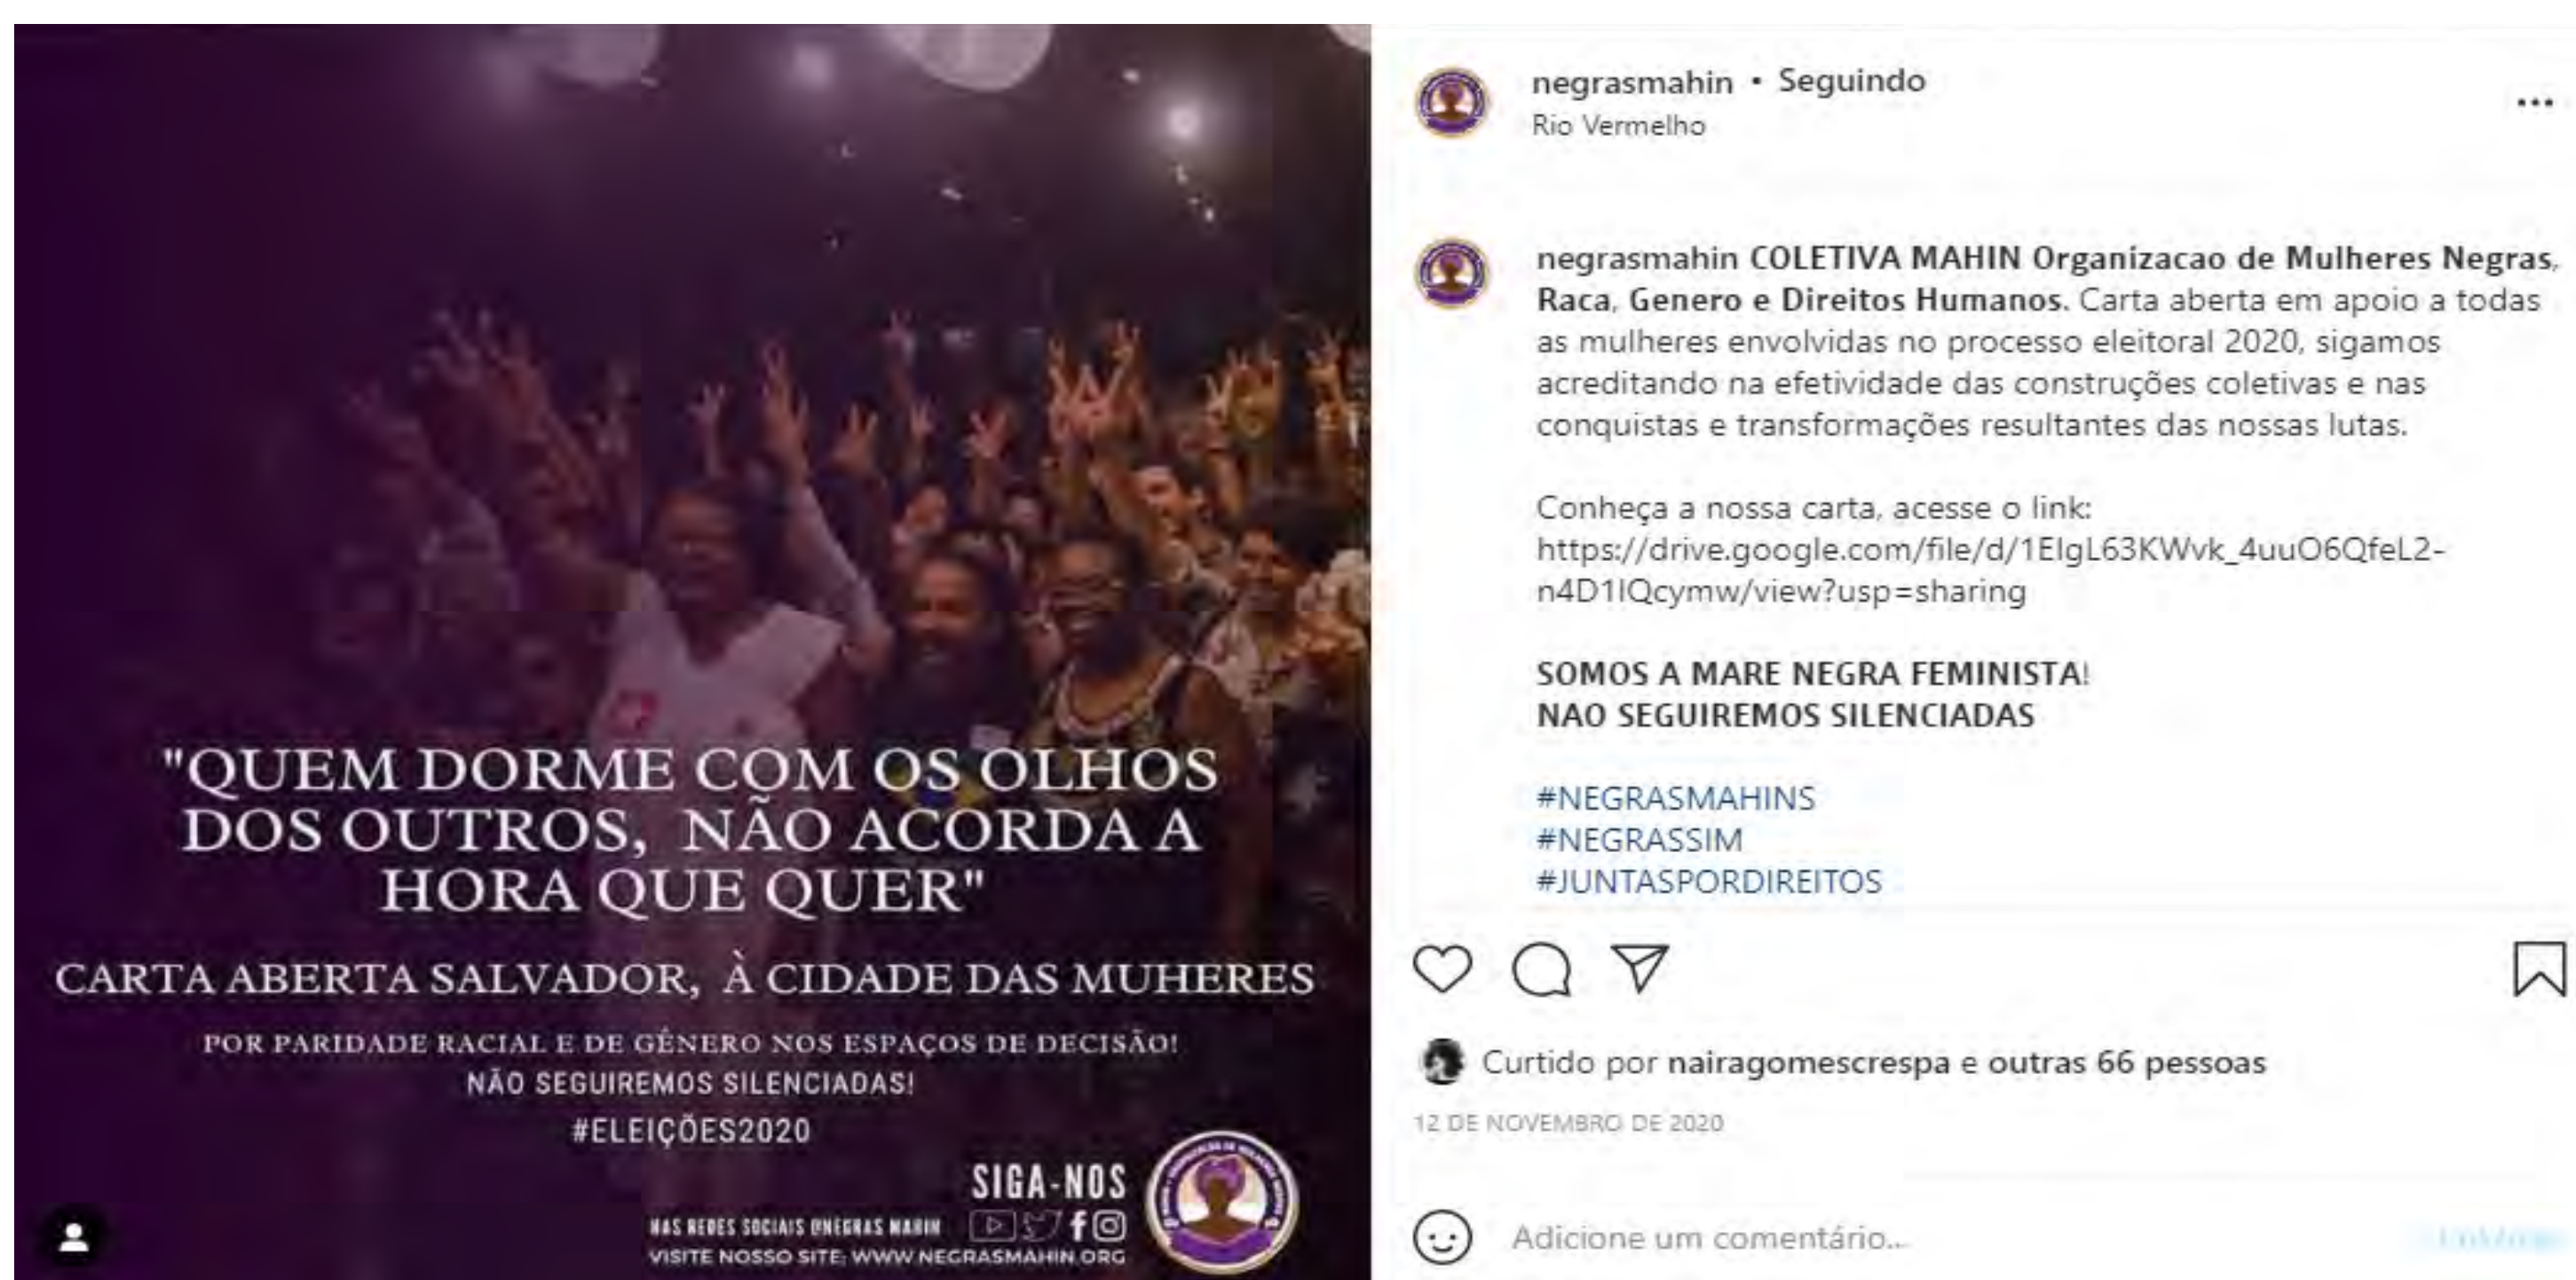 "QUEM DORME COM OS OLHOS
DOS OUTROS, NÃO ACORDA A
HORA QUE QUER"
CARTA ABERTA SALVADOR, À CIDADE DAS MUHERES
POR PARIDADE RACIAL E DE GÊNERO NOS ESPAÇOS DE DECISÃO!
NÃO SEGUIREMOS SILENCIADAS!
#ELEIÇÕES2020
SIGA-NOS
NAS REDES SOCIAIS @NEGRAS MAHIN
VISITE NOSSO SITE: WWW.NEGRASMAHIN.ORG
negrasmahin • Seguindo
Rio Vermelho
negrasmahin COLETIVA MAHIN Organizacao de Mulheres Negras,
Raca, Genero e Direitos Humanos. Carta aberta em apoio a todas
as mulheres envolvidas no processo eleitoral 2020, sigamos
acreditando na efetividade das construções coletivas e nas
conquistas e transformações resultantes das nossas lutas.
Conheça a nossa carta, acesse o link:
https://drive.google.com/file/d/1EIgL63KWvk_4uuO6QfeL2-
n4D1IQcymw/view?usp=sharing
SOMOS A MARE NEGRA FEMINISTA!
NAO SEGUIREMOS SILENCIADAS
#NEGRASMAHINS
#NEGRASSIM
#JUNTASPORDIREITOS
Curtido por nairagomescrespa e outras 66 pessoas
12 DE NOVEMBRO DE 2020
Adicione um comentário...